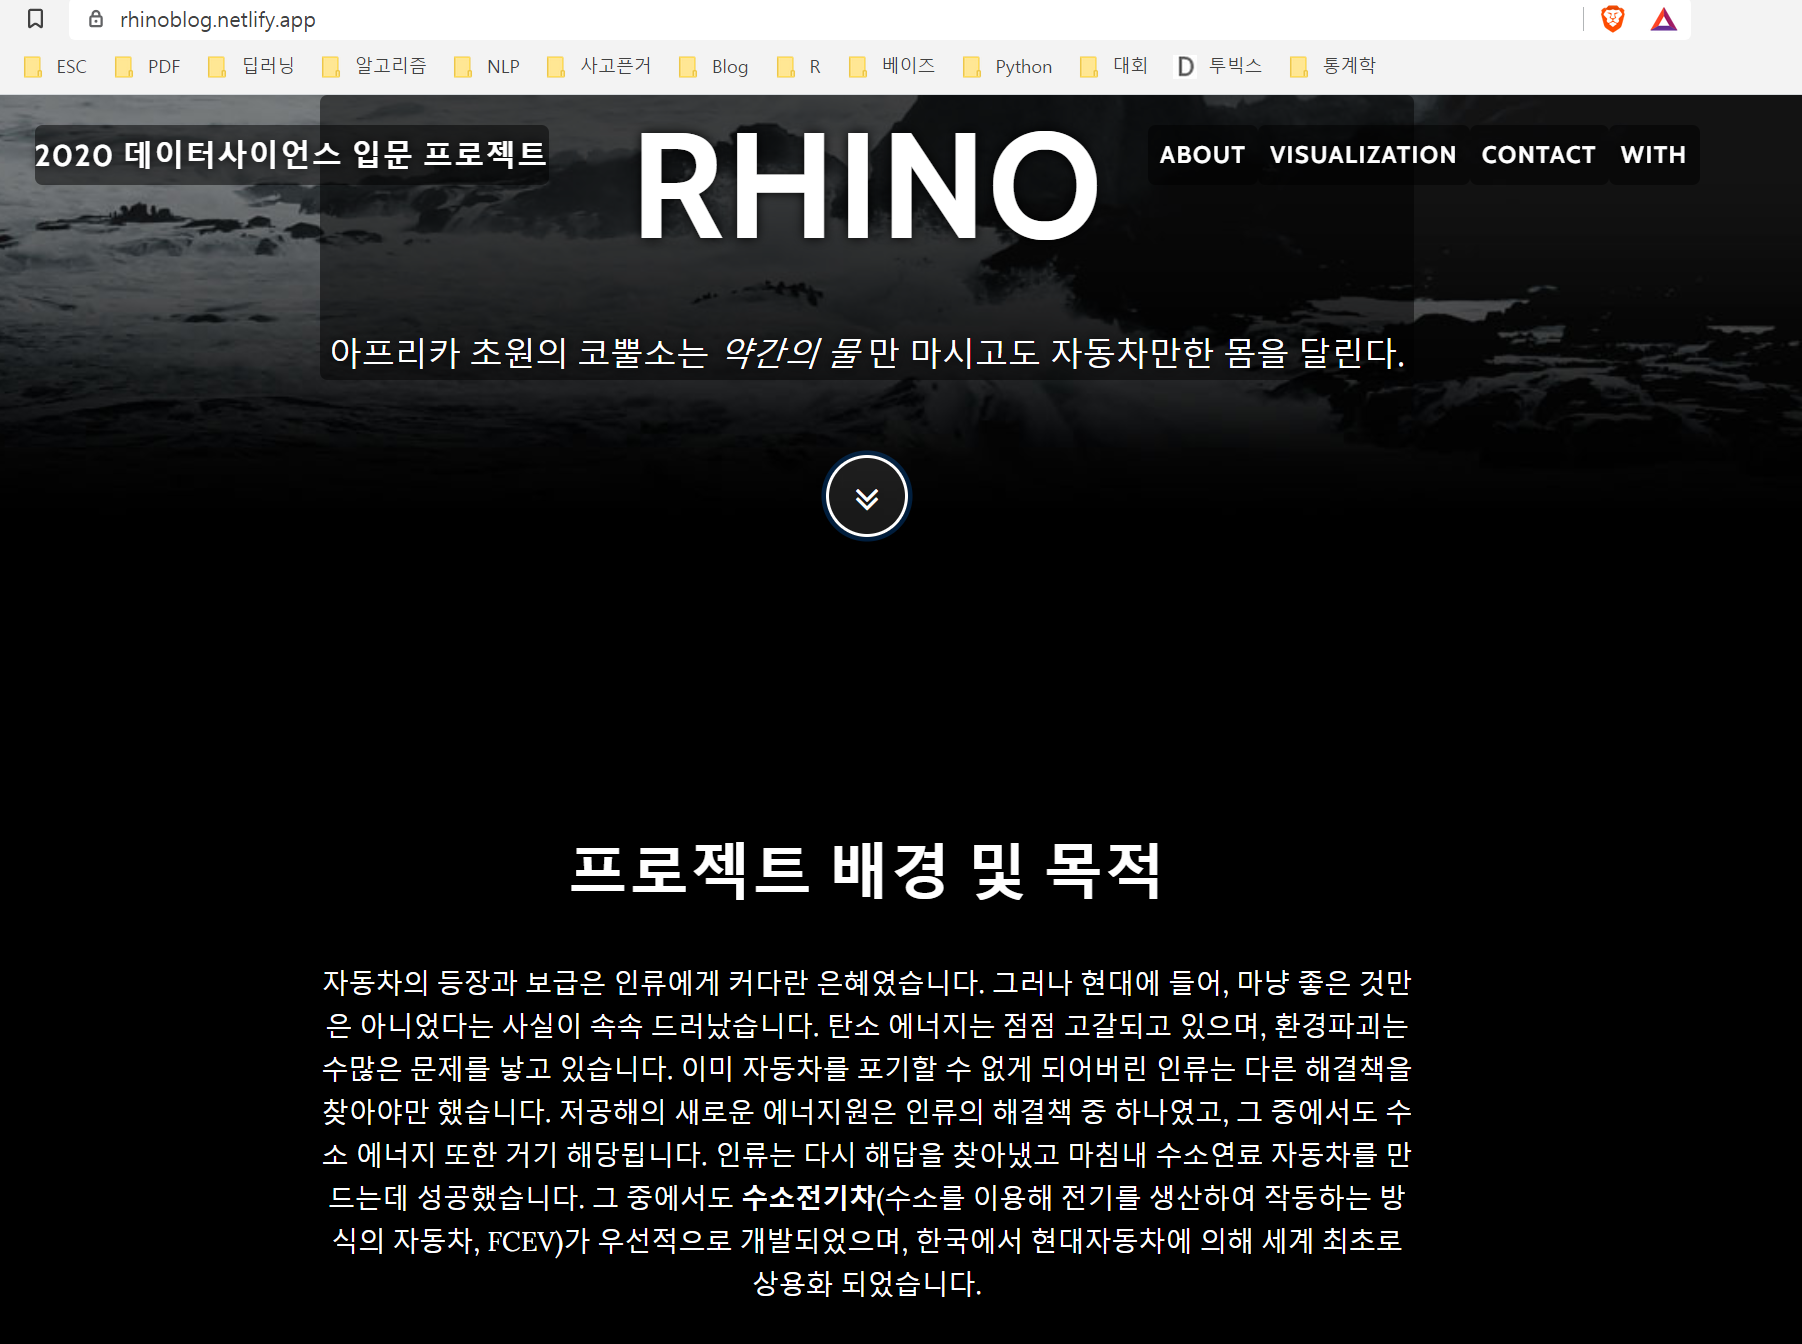 rhinoblog.netlify.app
ESC PDF 딥러닝 알고리즘 NLP 사고픈거 Blog R 베이즈 Python 대회 D 투빅스 통계학
2020 데이터사이언스 입문 프로젝트
RHINO
ABOUT VISUALIZATION CONTACT WITH
아프리카 초원의 코뿔소는 약간의 물 만 마시고도 자동차만한 몸을 달린다.
프로젝트 배경 및 목적
자동차의 등장과 보급은 인류에게 커다란 은혜였습니다. 그러나 현대에 들어, 마냥 좋은 것만
은 아니었다는 사실이 속속 드러났습니다. 탄소 에너지는 점점 고갈되고 있으며, 환경파괴는
수많은 문제를 낳고 있습니다. 이미 자동차를 포기할 수 없게 되어버린 인류는 다른 해결책을
찾아야만 했습니다. 저공해의 새로운 에너지원은 인류의 해결책 중 하나였고, 그 중에서도 수
소 에너지 또한 거기 해당됩니다. 인류는 다시 해답을 찾아냈고 마침내 수소연료 자동차를 만
드는데 성공했습니다. 그 중에서도 수소전기차(수소를 이용해 전기를 생산하여 작동하는 방
식의 자동차, FCEV)가 우선적으로 개발되었으며, 한국에서 현대자동차에 의해 세계 최초로
상용화 되었습니다.